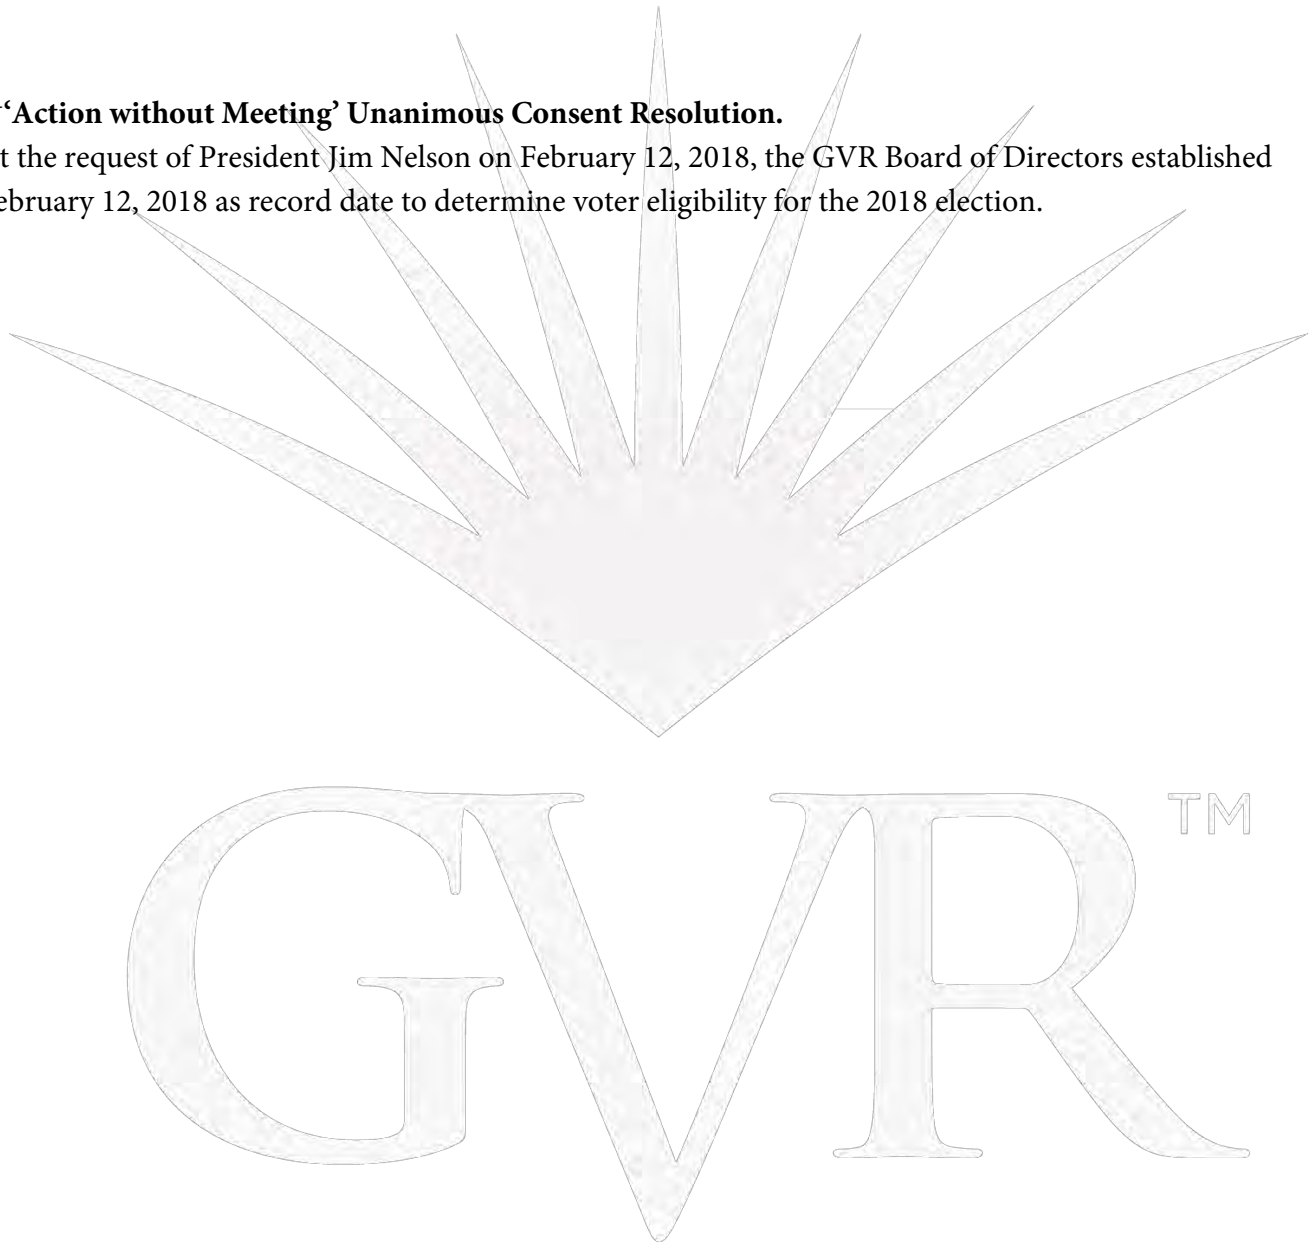 ‘Action without Meeting’ Unanimous Consent Resolution.
t the request of President Jim Nelson on February 12, 2018, the GVR Board of Directors established
ebruary 12, 2018 as record date to determine voter eligibility for the 2018 election.
GVR TM